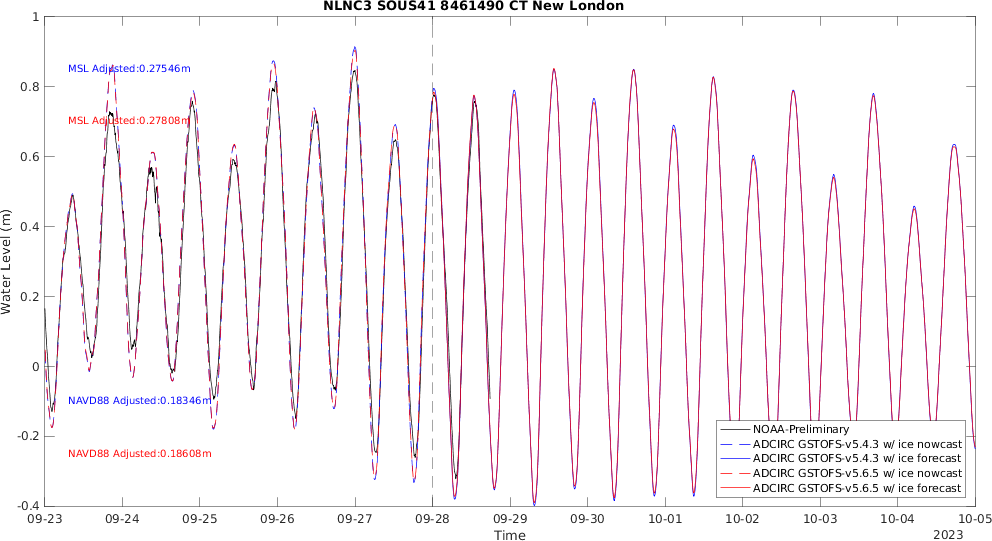 NLNC3 SOUS41 8461490 CT New London
1
0.8
0.6
0.4
0.2
0
-0.2
-0.4
Water Level (m)
MSL Adjusted:0.27546m
MSL Adjusted:0.27808m
NAVD88 Adjusted:0.18346m
NAVD88 Adjusted:0.18608m
NOAA-Preliminary
ADCIRC GSTOFS-v5.4.3 w/ ice nowcast
ADCIRC GSTOFS-v5.4.3 w/ ice forecast
ADCIRC GSTOFS-v5.6.5 w/ ice nowcast
ADCIRC GSTOFS-v5.6.5 w/ ice forecast
09-23 09-24 09-25 09-26 09-27 09-28 09-29 09-30 10-01 10-02 10-03 10-04 10-05
Time
2023